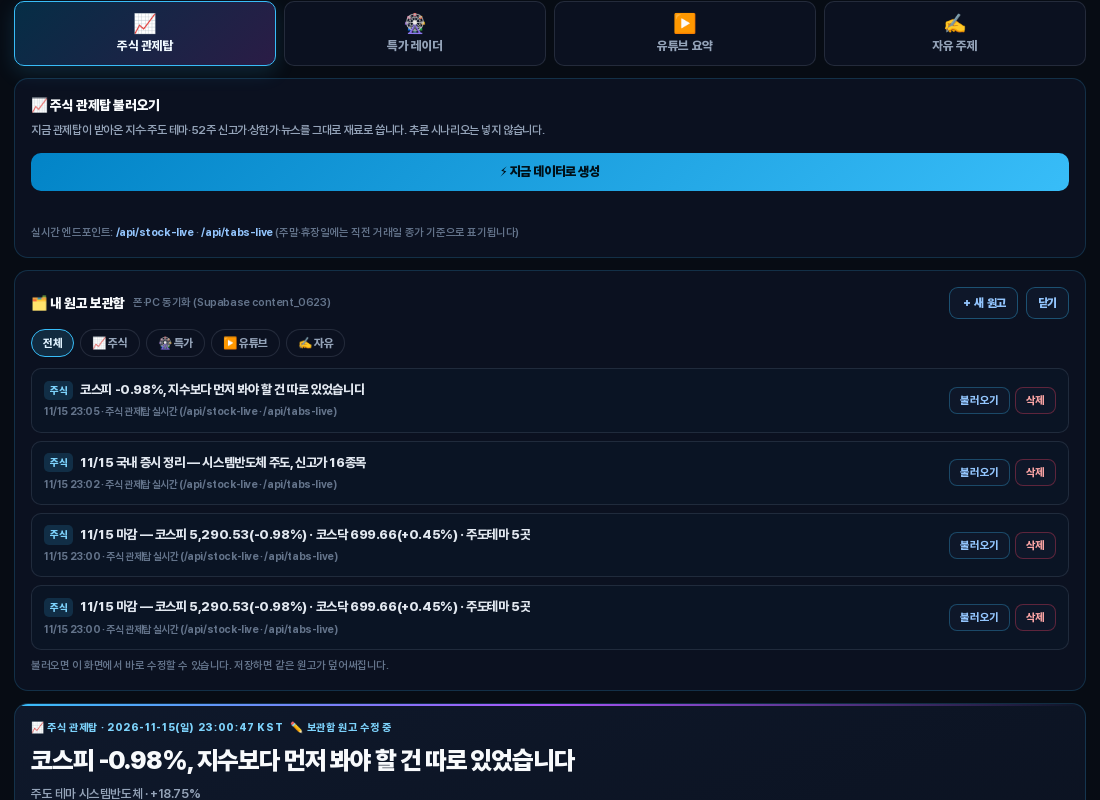 주식 관제탑
특가 레이더
유튜브 요약
자유 주제
주식 관제탑 불러오기
지금 관제탑이 받아온 지수·주도 테마·52주 신고가·상한가·뉴스를 그대로 재료로 씁니다. 추론 시나리오는 넣지 않습니다.
⚡ 지금 데이터로 생성
실시간 엔드포인트: /api/stock-live · /api/tabs-live (주말·휴장일에는 직전 거래일 종가 기준으로 표기됩니다)
내 원고 보관함 폰·PC 동기화 (Supabase content_0623)
+ 새 원고
닫기
전체
주식
특가
유튜브
자유
주식 코스피 -0.98%, 지수보다 먼저 봐야 할 건 따로 있었습니다
11/15 23:05 · 주식 관제탑 실시간 (/api/stock-live · /api/tabs-live)
불러오기
삭제
주식 11/15 국내 증시 정리 — 시스템반도체 주도, 신고가 16종목
11/15 23:02 · 주식 관제탑 실시간 (/api/stock-live · /api/tabs-live)
불러오기
삭제
주식 11/15 마감 — 코스피 5,290.53(-0.98%) · 코스닥 699.66(+0.45%) · 주도테마 5곳
11/15 23:00 · 주식 관제탑 실시간 (/api/stock-live · /api/tabs-live)
불러오기
삭제
주식 11/15 마감 — 코스피 5,290.53(-0.98%) · 코스닥 699.66(+0.45%) · 주도테마 5곳
11/15 23:00 · 주식 관제탑 실시간 (/api/stock-live · /api/tabs-live)
불러오기
삭제
불러오면 이 화면에서 바로 수정할 수 있습니다. 저장하면 같은 원고가 덮어써집니다.
주식 관제탑 · 2026-11-15(일) 23:00:47 KST ✏️ 보관함 원고 수정 중
코스피 -0.98%, 지수보다 먼저 봐야 할 건 따로 있었습니다
주도 테마 시스템반도체 · +18.75%